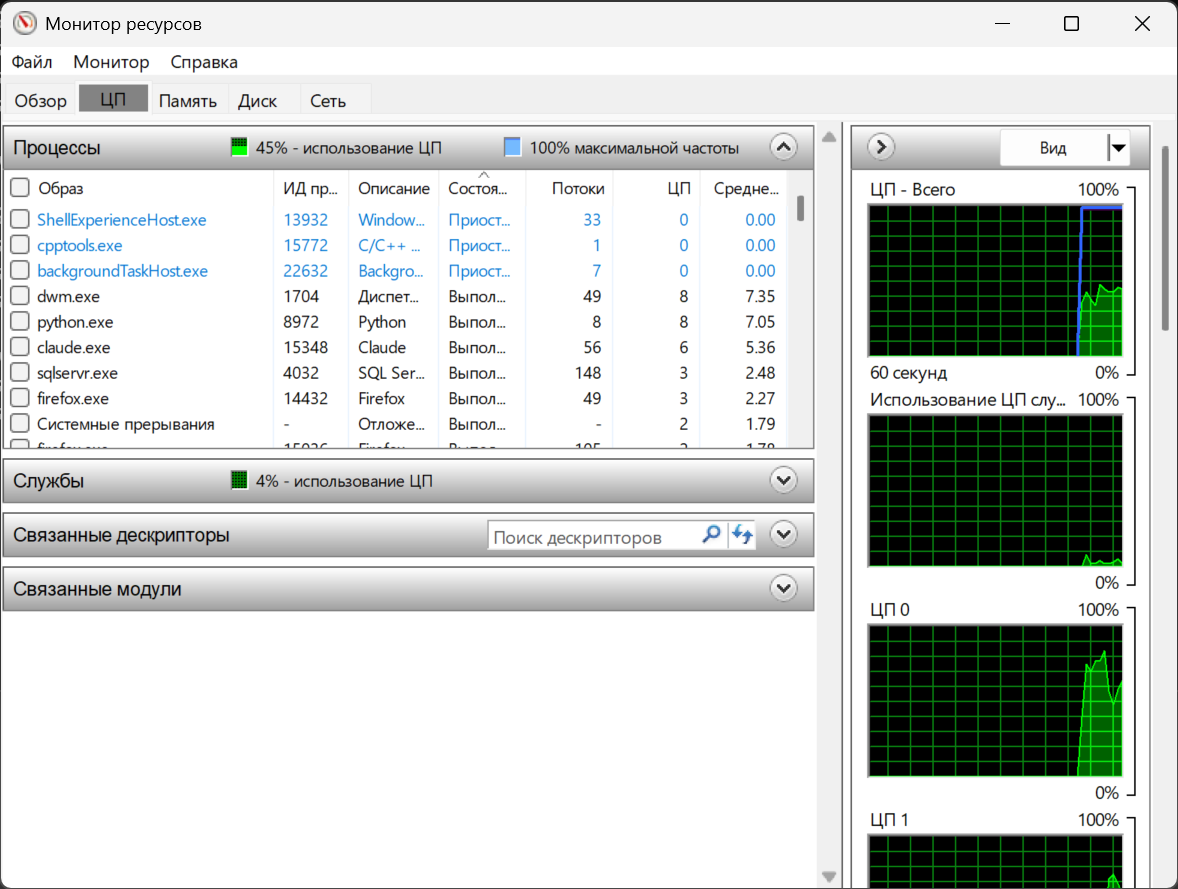 Монитор ресурсов
Файл Монитор Справка
Обзор ЦП Память Диск Сеть
Процессы 45% - использование ЦП 100% максимальной частоты
Образ ИД пр... Описание Состоя... Потоки ЦП Средне...
ShellExperienceHost.exe 13932 Window... Приост... 33 0 0.00
cpptools.exe 15772 C/C++ ... Приост... 1 0 0.00
backgroundTaskHost.exe 22632 Backgro... Приост... 7 0 0.00
dwm.exe 1704 Диспет... Выпол... 49 8 7.35
python.exe 8972 Python Выпол... 8 8 7.05
claude.exe 15348 Claude Выпол... 56 6 5.36
sqlservr.exe 4032 SQL Ser... Выпол... 148 3 2.48
firefox.exe 14432 Firefox Выпол... 49 3 2.27
Системные прерывания - Отложе... Выпол... - 2 1.79
Службы 4% - использование ЦП
Связанные дескрипторы Поиск дескрипторов
Связанные модули
Вид
ЦП - Всего 100%
60 секунд 0%
Использование ЦП слу... 100%
0%
ЦП 0 100%
0%
ЦП 1 100%